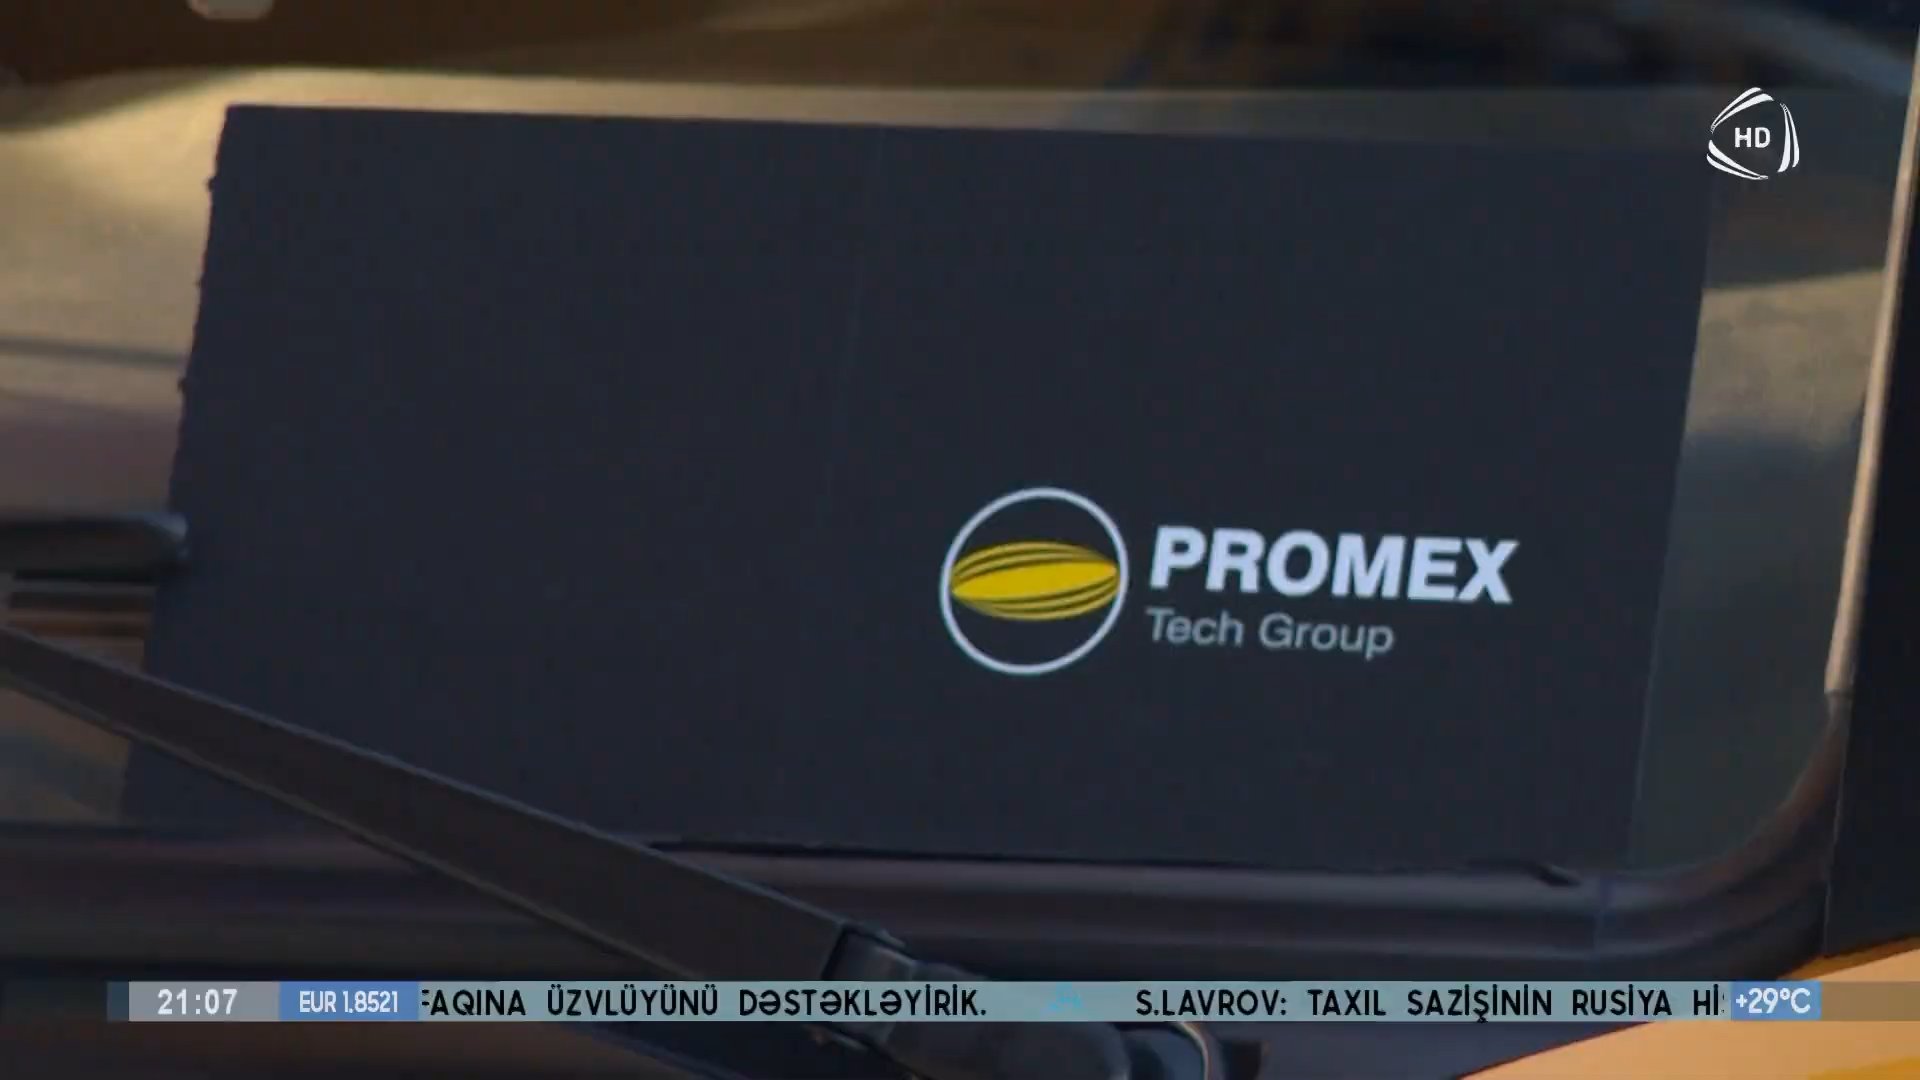 HD
PROMEX
Tech Group
21:07 EUR 1.8521 FAQINA ÜZVLÜYÜNÜ DƏSTƏKLƏYİRİK. S.LAVROV: TAXIL SAZİŞİNİN RUSİYA Hİ +29°C